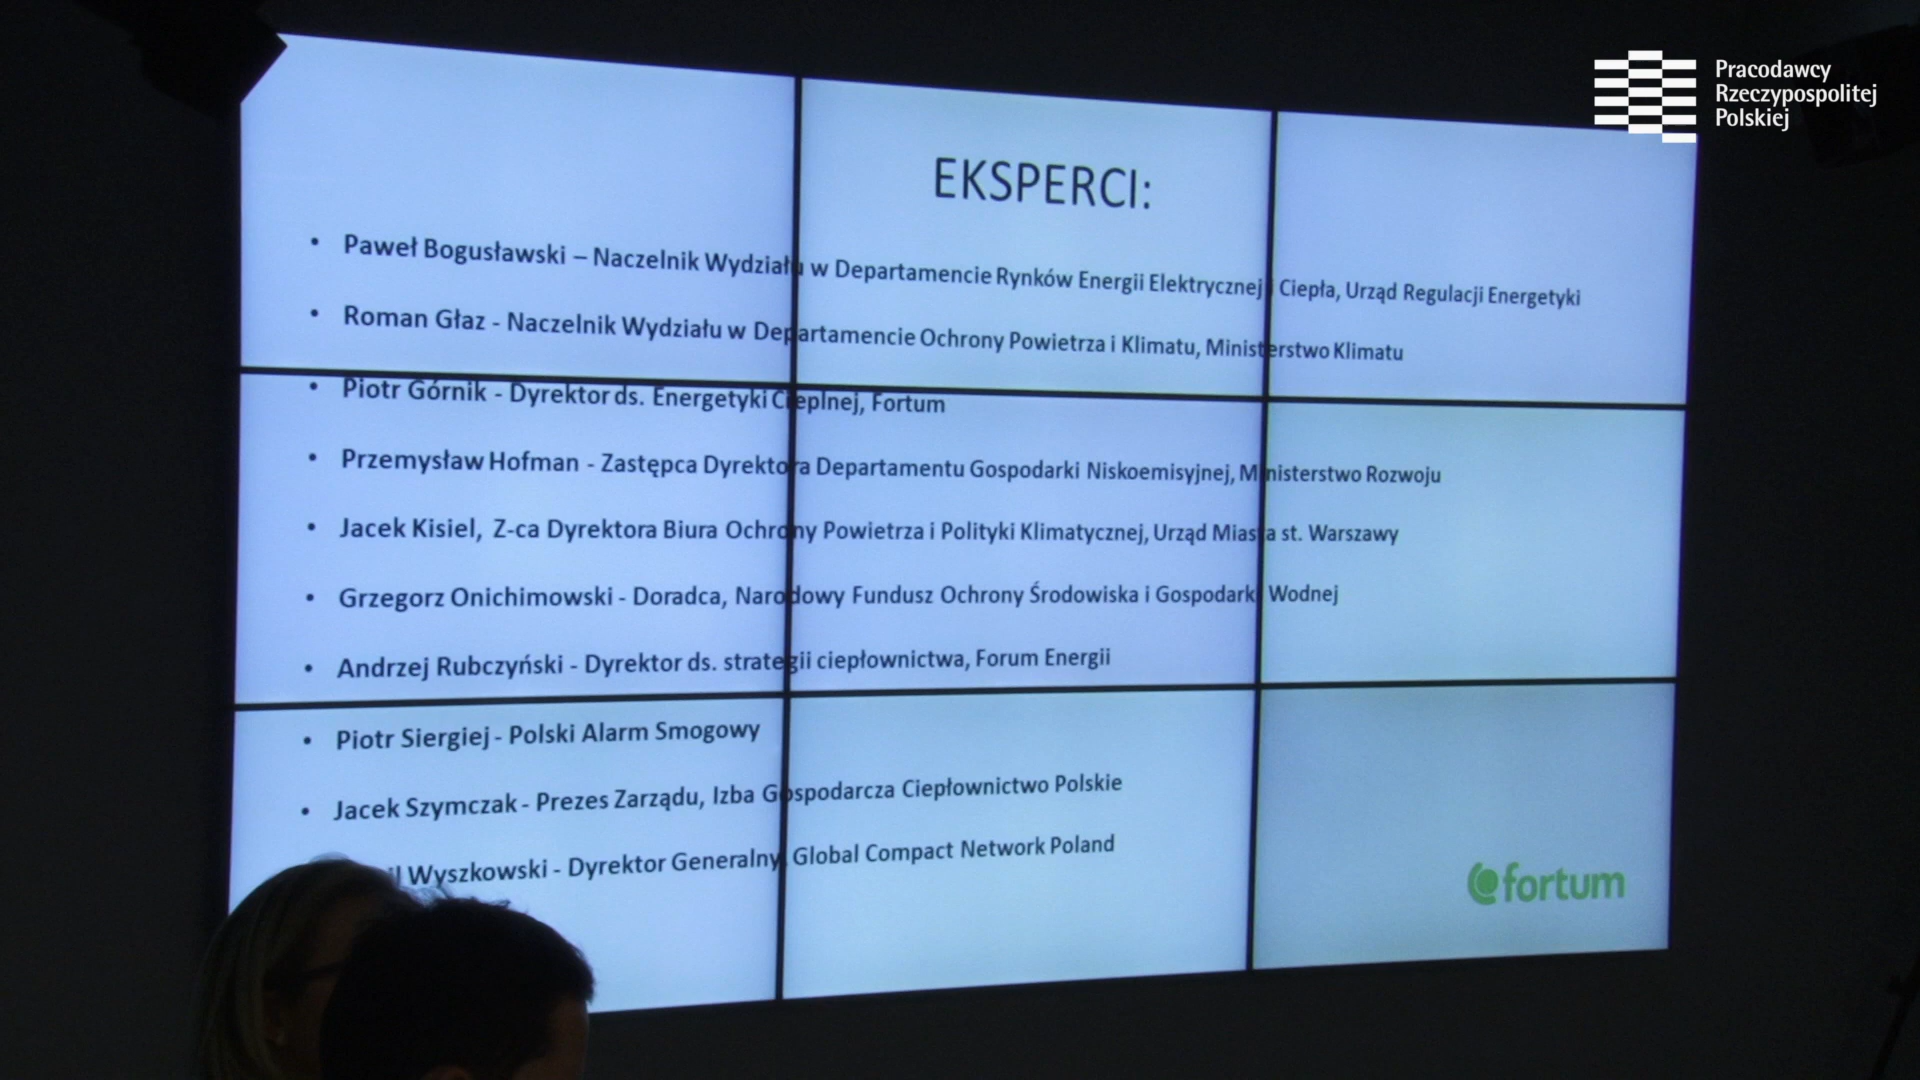 Pracodawcy
Rzeczypospolitej
Polskiej
EKSPERCI:
• Paweł Bogusławski – Naczelnik Wydziału w Departamencie Rynków Energii Elektrycznej i Ciepła, Urząd Regulacji Energetyki
• Roman Głaz - Naczelnik Wydziału w Departamencie Ochrony Powietrza i Klimatu, Ministerstwo Klimatu
• Piotr Górnik - Dyrektor ds. Energetyki Cieplnej, Fortum
• Przemysław Hofman - Zastępca Dyrektora Departamentu Gospodarki Niskoemisyjnej, Ministerstwo Rozwoju
• Jacek Kisiel, Z-ca Dyrektora Biura Ochrony Powietrza i Polityki Klimatycznej, Urząd Miasta st. Warszawy
• Grzegorz Onichimowski - Doradca, Narodowy Fundusz Ochrony Środowiska i Gospodarki Wodnej
• Andrzej Rubczyński - Dyrektor ds. strategii ciepłownictwa, Forum Energii
• Piotr Siergiej - Polski Alarm Smogowy
• Jacek Szymczak - Prezes Zarządu, Izba Gospodarcza Ciepłownictwo Polskie
Wyszkowski - Dyrektor Generalny, Global Compact Network Poland
fortum